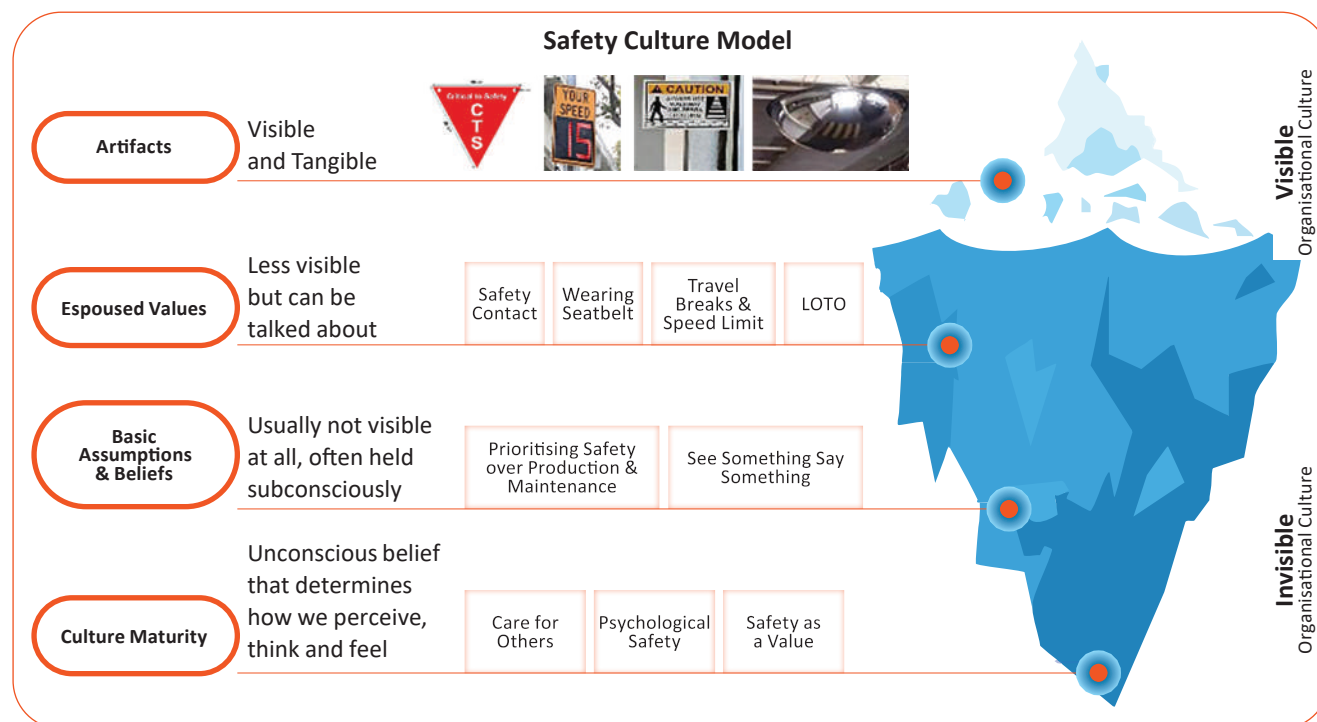 Safety Culture Model
Artifacts
Visible
and Tangible
Critical to Safety
C
T
S
YOUR
SPEED
15
CAUTION
Visible
Organisational Culture
Espoused Values
Less visible
but can be
talked about
Safety
Contact
Wearing
Seatbelt
Travel
Breaks &
Speed Limit
LOTO
Basic
Assumptions
& Beliefs
Usually not visible
at all, often held
subconsciously
Prioritising Safety
over Production &
Maintenance
See Something Say
Something
Culture Maturity
Unconscious belief
that determines
how we perceive,
think and feel
Care for
Others
Psychological
Safety
Safety as
a Value
Invisible
Organisational Culture